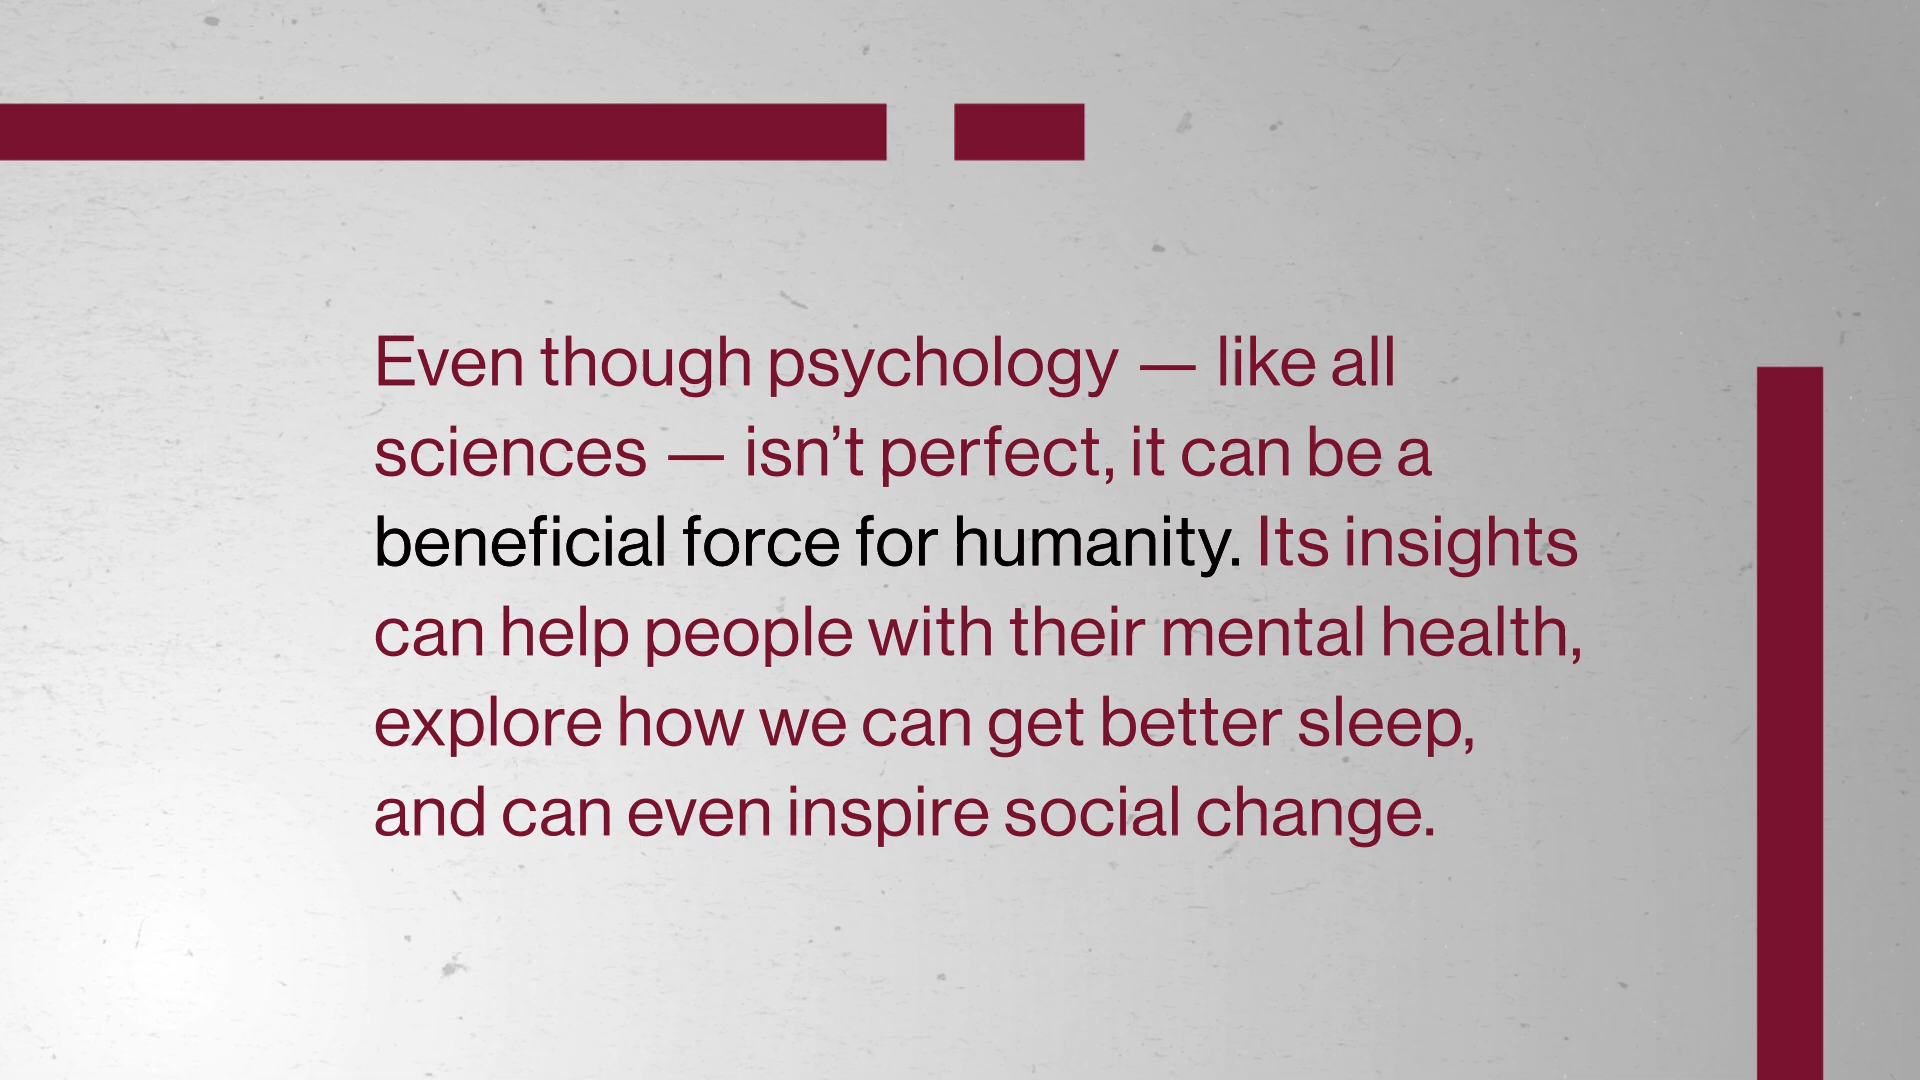 Even though psychology — like all
sciences — isn’t perfect, it can be a
beneficial force for humanity. Its insights
can help people with their mental health,
explore how we can get better sleep,
and can even inspire social change.